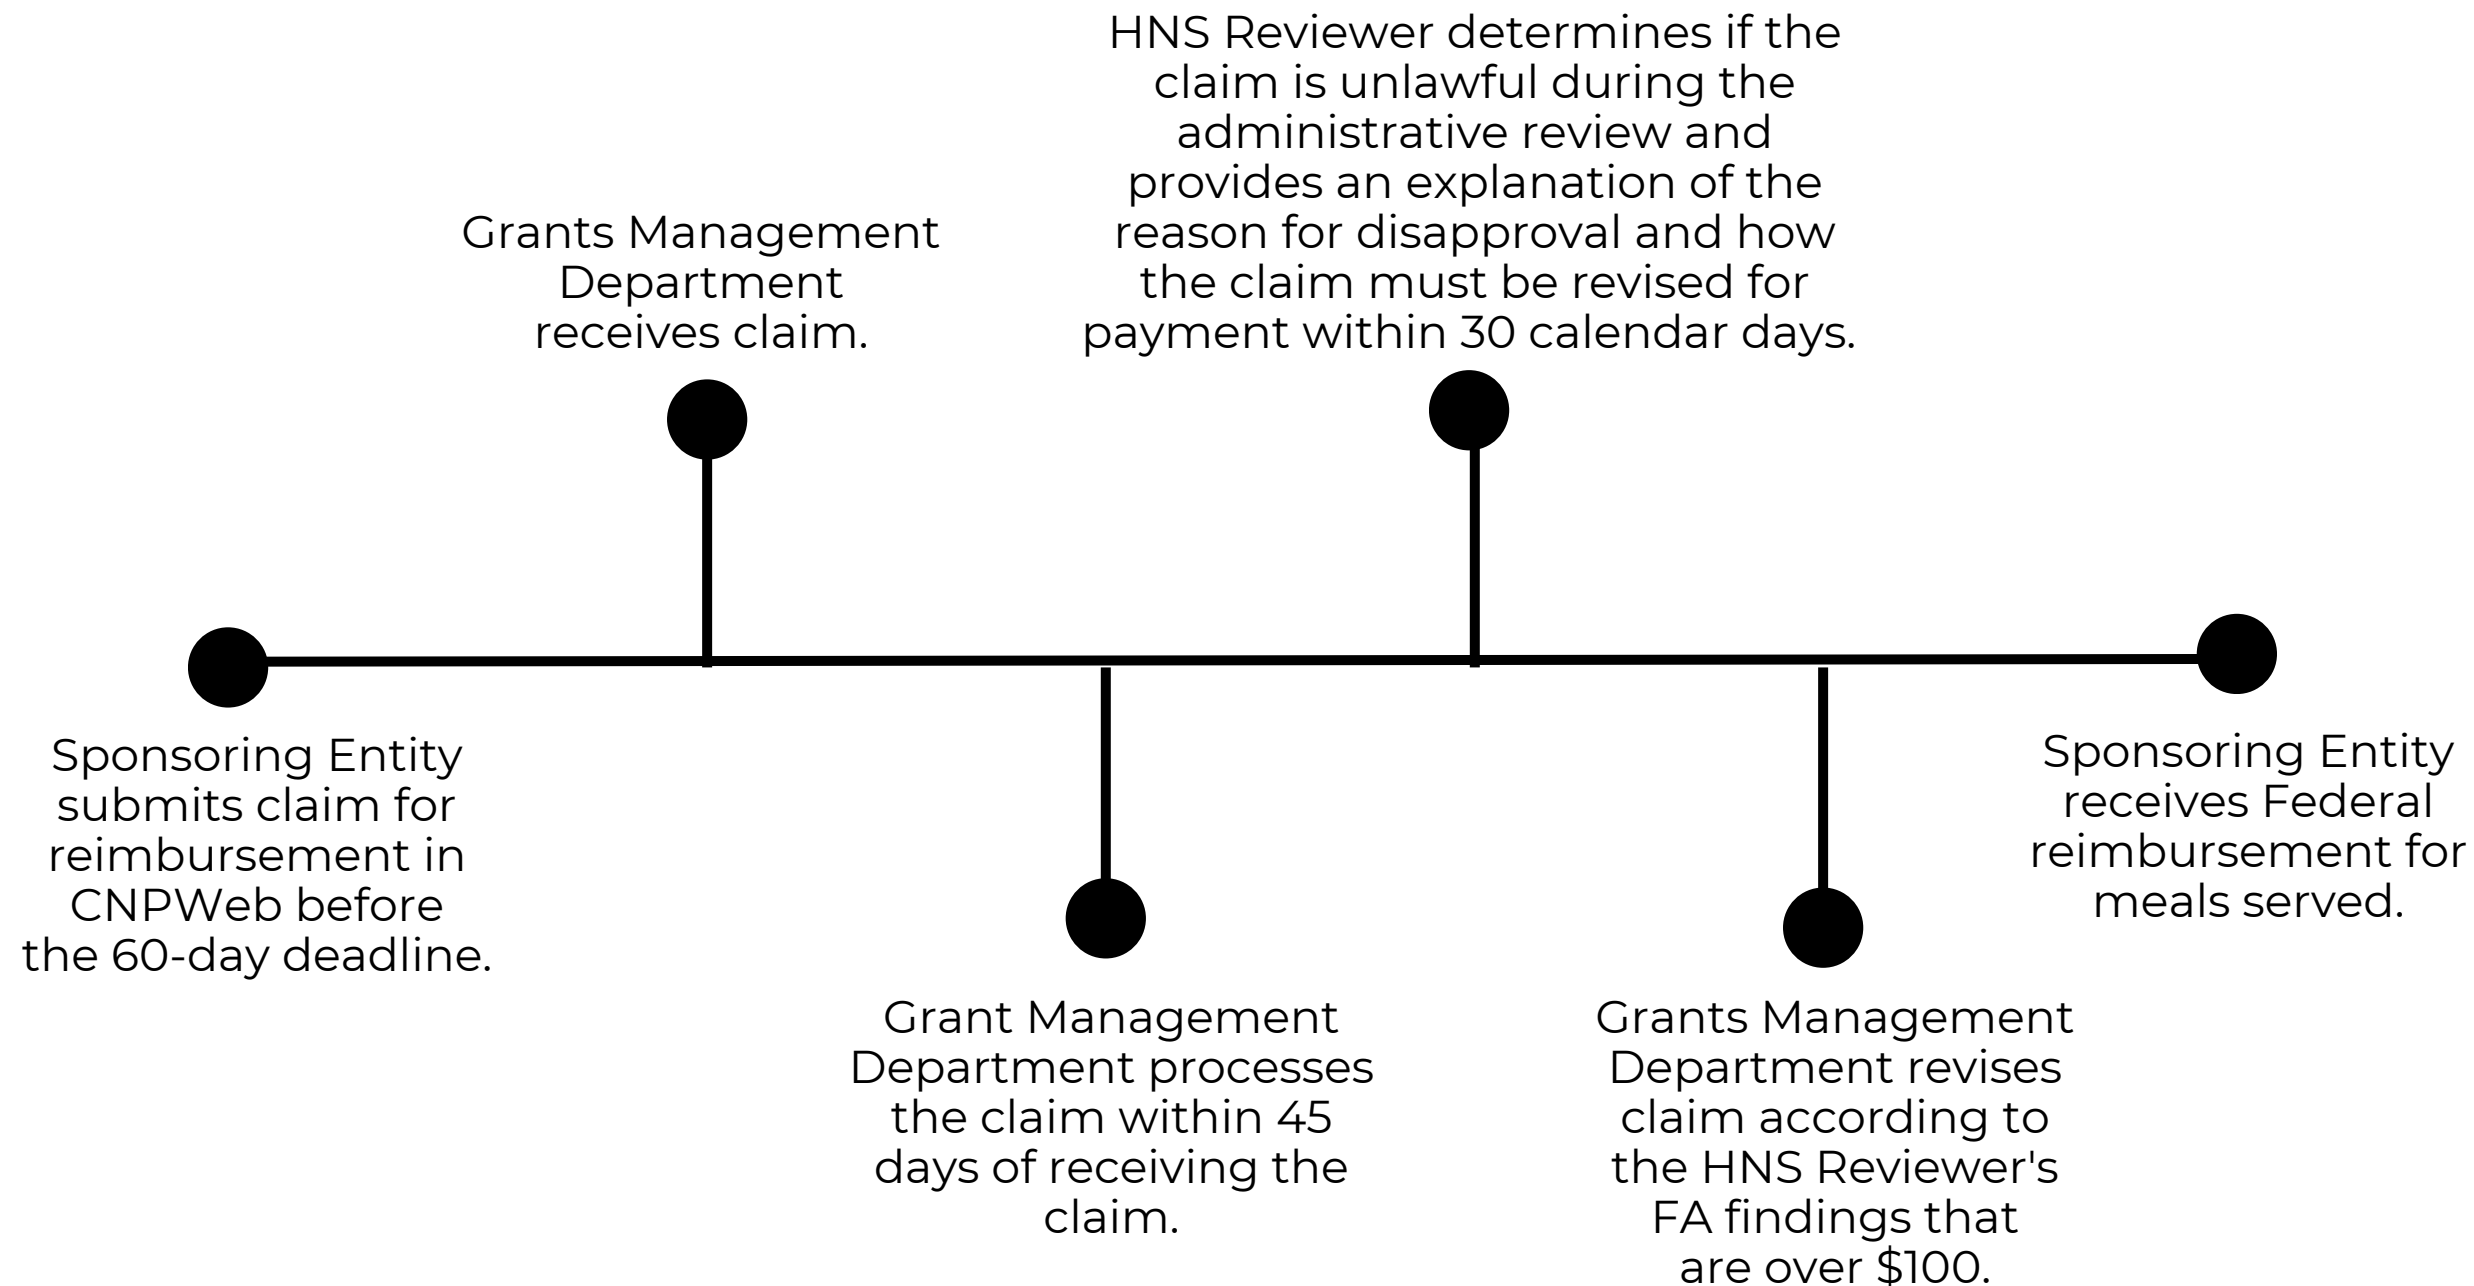 Sponsoring Entity
submits claim for
reimbursement in
CNPWeb before
the 60-day deadline.
Grants Management
Department
receives claim.
Grant Management
Department processes
the claim within 45
days of receiving the
claim.
HNS Reviewer determines if the
claim is unlawful during the
administrative review and
provides an explanation of the
reason for disapproval and how
the claim must be revised for
payment within 30 calendar days.
Grants Management
Department revises
claim according to
the HNS Reviewer's
FA findings that
are over $100.
Sponsoring Entity
receives Federal
reimbursement for
meals served.